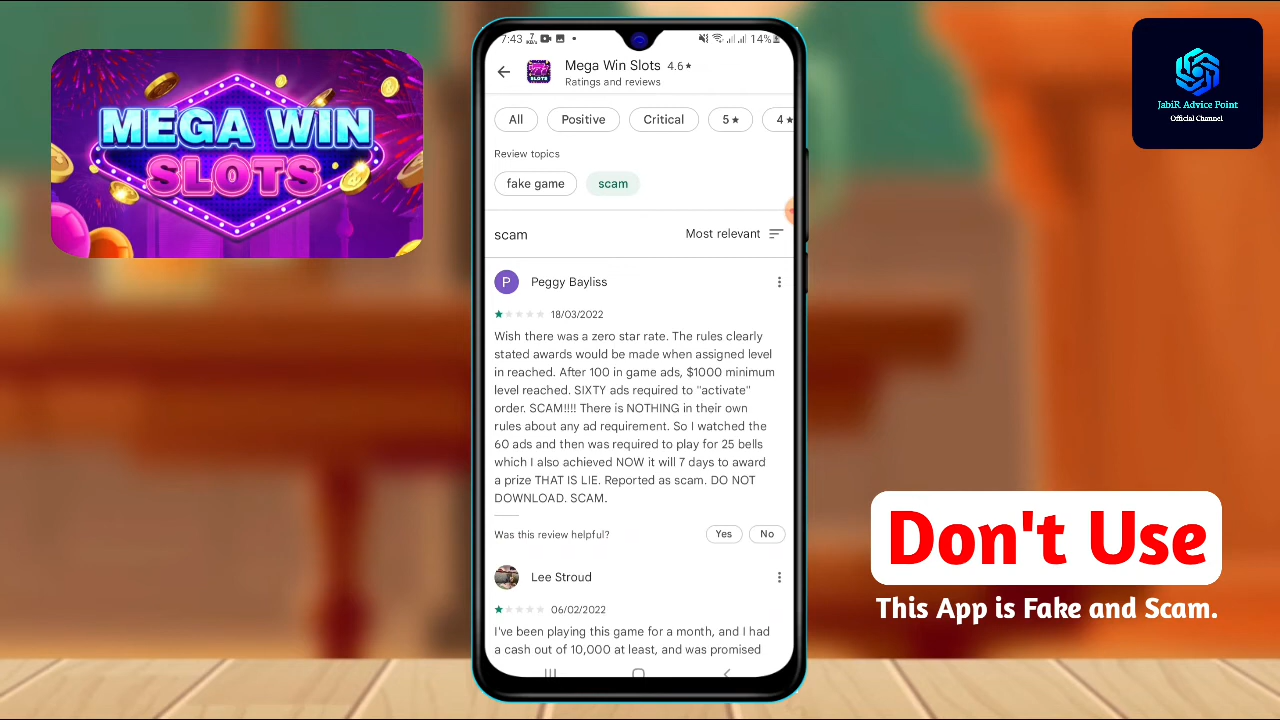 MEGA WIN
SLOTS
7:43
14%
Mega Win Slots 4.6★
Ratings and reviews
All Positive Critical 5★ 4★
Review topics
fake game scam
scam Most relevant
P Peggy Bayliss
18/03/2022
Wish there was a zero star rate. The rules clearly
stated awards would be made when assigned level
in reached. After 100 in game ads, $1000 minimum
level reached. SIXTY ads required to "activate"
order. SCAM!!!! There is NOTHING in their own
rules about any ad requirement. So I watched the
60 ads and then was required to play for 25 bells
which I also achieved NOW it will 7 days to award
a prize THAT IS LIE. Reported as scam. DO NOT
DOWNLOAD. SCAM.
Was this review helpful? Yes No
Lee Stroud
06/02/2022
I've been playing this game for a month, and I had
a cash out of 10,000 at least, and was promised
JabiR Advice Point
Official Channel
Don't Use
This App is Fake and Scam.